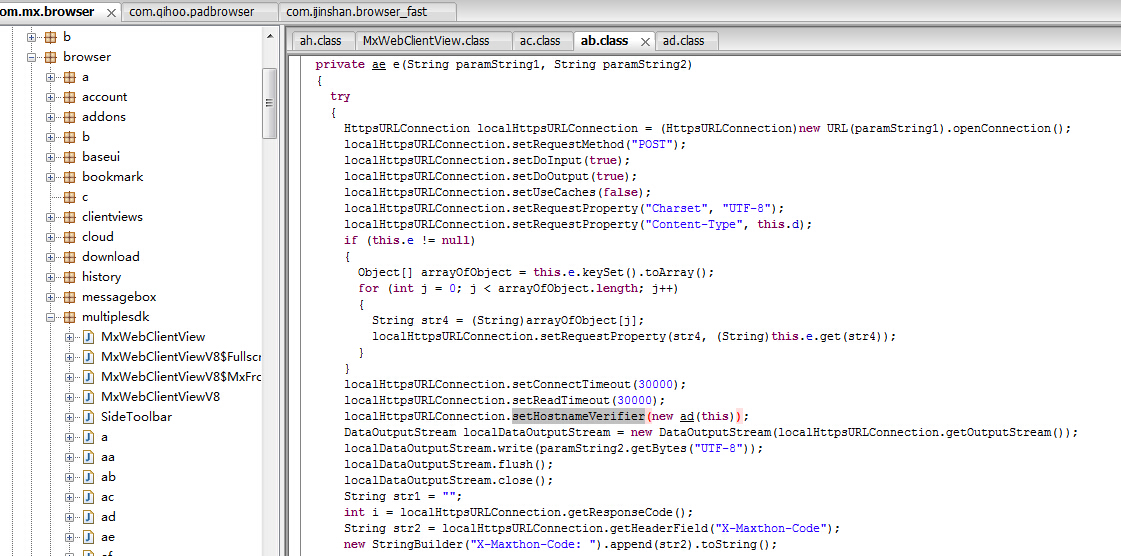 om.mx.browser
com.qihoo.padbrowser
com.ijinshan.browser_fast
b
browser
a
account
addons
b
baseui
bookmark
c
clientviews
cloud
download
history
messagebox
multiplesdk
MxWebClientView
MxWebClientViewV8$Fullscr
MxWebClientViewV8$MxFro
MxWebClientViewV8
SideToolbar
a
aa
ab
ac
ad
ae
ah.class
MxWebClientView.class
ac.class
ab.class
ad.class
private ae e(String paramString1, String paramString2)
{
try
{
HttpsURLConnection localHttpsURLConnection = (HttpsURLConnection)new URL(paramString1).openConnection();
localHttpsURLConnection.setRequestMethod("POST");
localHttpsURLConnection.setDoInput(true);
localHttpsURLConnection.setDoOutput(true);
localHttpsURLConnection.setUseCaches(false);
localHttpsURLConnection.setRequestProperty("Charset", "UTF-8");
localHttpsURLConnection.setRequestProperty("Content-Type", this.d);
if (this.e != null)
{
Object[] arrayOfObject = this.e.keySet().toArray();
for (int j = 0; j < arrayOfObject.length; j++)
{
String str4 = (String)arrayOfObject[j];
localHttpsURLConnection.setRequestProperty(str4, (String)this.e.get(str4));
}
}
localHttpsURLConnection.setConnectTimeout(30000);
localHttpsURLConnection.setReadTimeout(30000);
localHttpsURLConnection.setHostnameVerifier(new ad(this));
DataOutputStream localDataOutputStream = new DataOutputStream(localHttpsURLConnection.getOutputStream());
localDataOutputStream.write(paramString2.getBytes("UTF-8"));
localDataOutputStream.flush();
localDataOutputStream.close();
String str1 = "";
int i = localHttpsURLConnection.getResponseCode();
String str2 = localHttpsURLConnection.getHeaderField("X-Maxthon-Code");
new StringBuilder("X-Maxthon-Code: ").append(str2).toString();